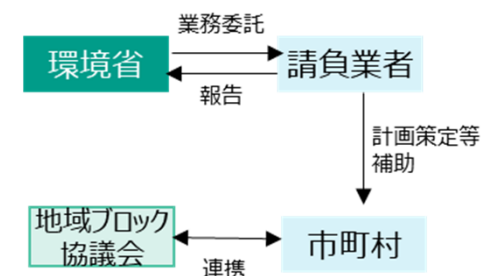 業務委託
環境省
請負業者
報告
計画策定等
補助
地域ブロック
協議会
市町村
連携